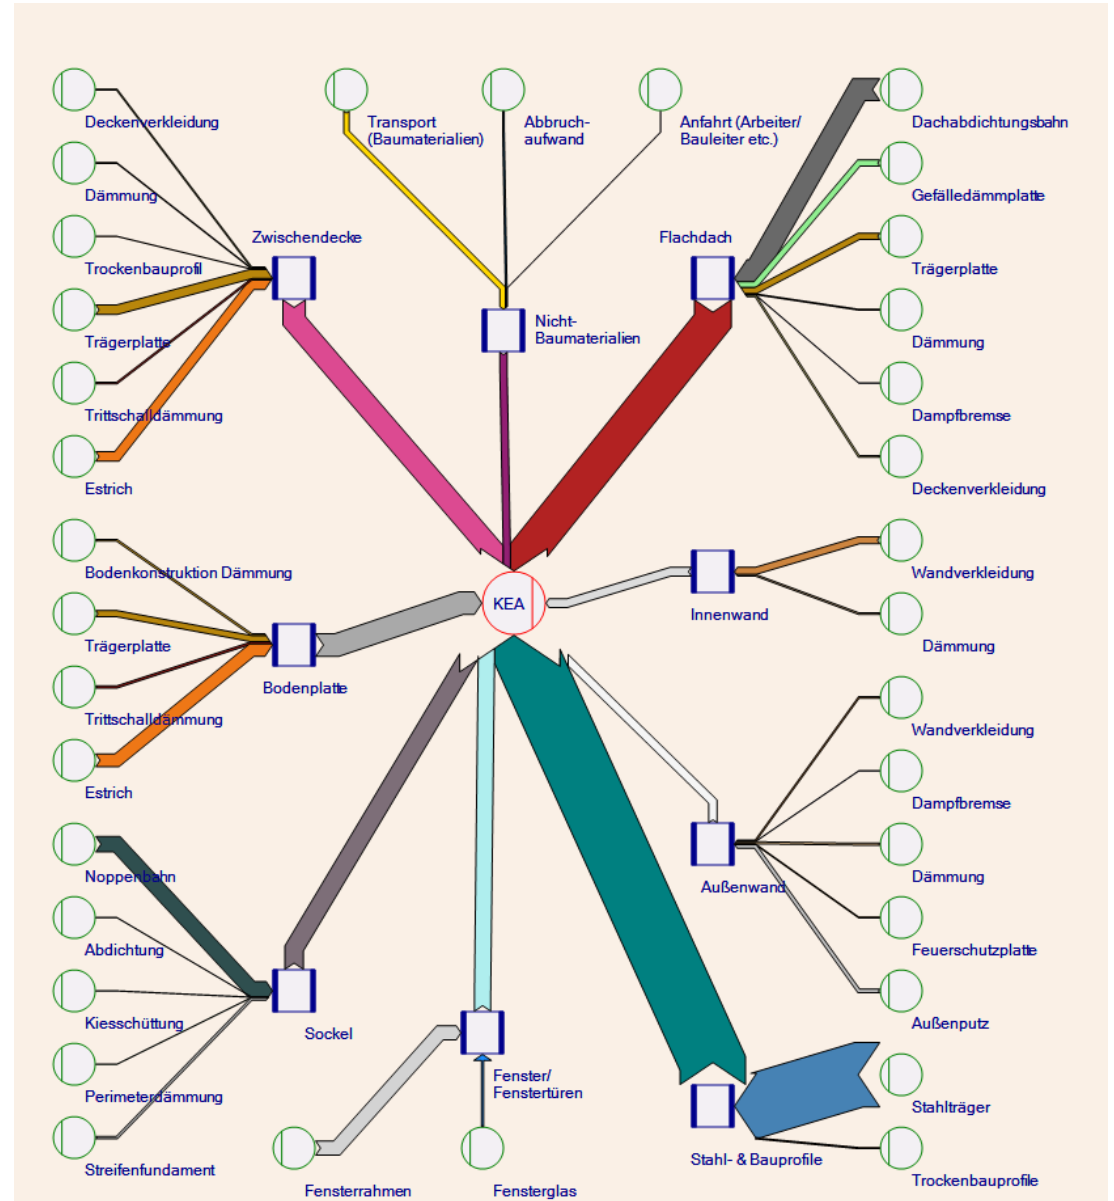 Deckenverkleidung
Dämmung
Trockenbauprofil
Trägerplatte
Trittschalldämmung
Estrich
Zwischendecke
Transport
(Baumaterialien)
Abbruch-
aufwand
Anfahrt (Arbeiter/
Bauleiter etc.)
Nicht-
Baumaterialien
Flachdach
Dachabdichtungsbahn
Gefälledämmplatte
Trägerplatte
Dämmung
Dampfbremse
Deckenverkleidung
Bodenkonstruktion Dämmung
Trägerplatte
Trittschalldämmung
Estrich
Bodenplatte
KEA
Innenwand
Wandverkleidung
Dämmung
Wandverkleidung
Dampfbremse
Dämmung
Feuerschutzplatte
Außenputz
Außenwand
Noppenbahn
Abdichtung
Kiesschüttung
Perimeterdämmung
Streifenfundament
Sockel
Fenster/
Fenstertüren
Fensterrahmen
Fensterglas
Stahl- & Bauprofile
Stahlträger
Trockenbauprofile